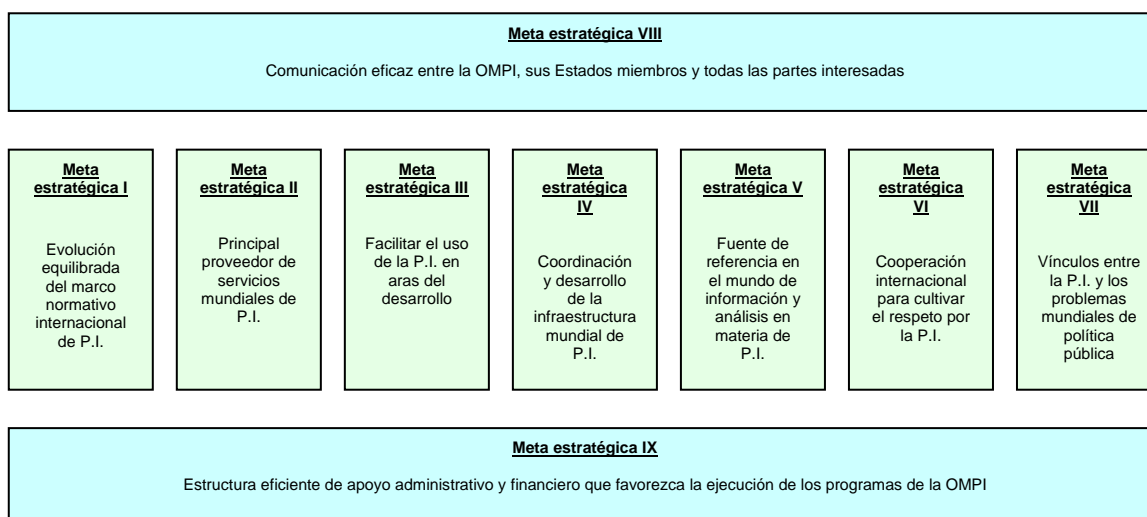 Meta estratégica VIII
Comunicación eficaz entre la OMPI, sus Estados miembros y todas las partes interesadas
Meta
estratégica I
Evolución
equilibrada
del marco
normativo
internacional
de P.I.
Meta
estratégica II
Principal
proveedor de
servicios
mundiales de
P.I.
Meta
estratégica III
Facilitar el uso
de la P.I. en
aras del
desarrollo
Meta
estratégica
IV
Coordinación
y desarrollo
de la
infraestructura
mundial de
P.I.
Meta
estratégica V
Fuente de
referencia en
el mundo de
información y
análisis en
materia de
P.I.
Meta
estratégica
VI
Cooperación
internacional
para cultivar
el respeto por
la P.I.
Meta
estratégica
VII
Vínculos entre
la P.I. y los
problemas
mundiales de
política
pública
Meta estratégica IX
Estructura eficiente de apoyo administrativo y financiero que favorezca la ejecución de los programas de la OMPI